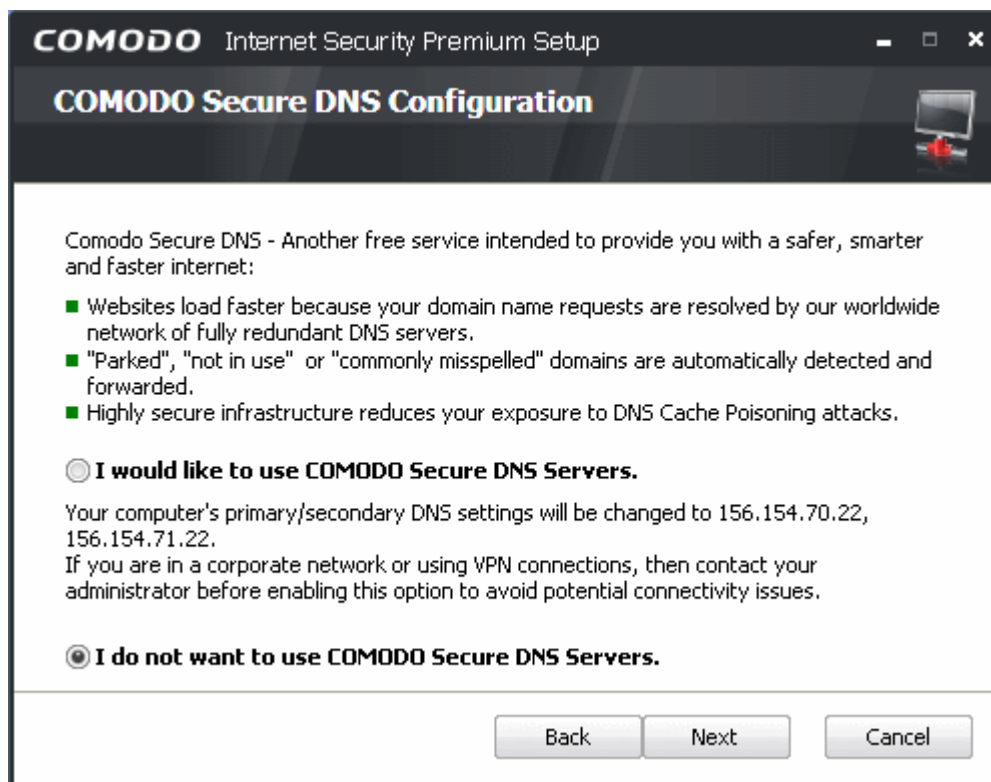 COMODO Internet Security Premium Setup
COMODO Secure DNS Configuration
Comodo Secure DNS - Another free service intended to provide you with a safer, smarter
and faster internet:
Websites load faster because your domain name requests are resolved by our worldwide
network of fully redundant DNS servers.
"Parked", "not in use" or "commonly misspelled" domains are automatically detected and
forwarded.
Highly secure infrastructure reduces your exposure to DNS Cache Poisoning attacks.
I would like to use COMODO Secure DNS Servers.
Your computer's primary/secondary DNS settings will be changed to 156.154.70.22,
156.154.71.22.
If you are in a corporate network or using VPN connections, then contact your
administrator before enabling this option to avoid potential connectivity issues.
I do not want to use COMODO Secure DNS Servers.
Back Next Cancel